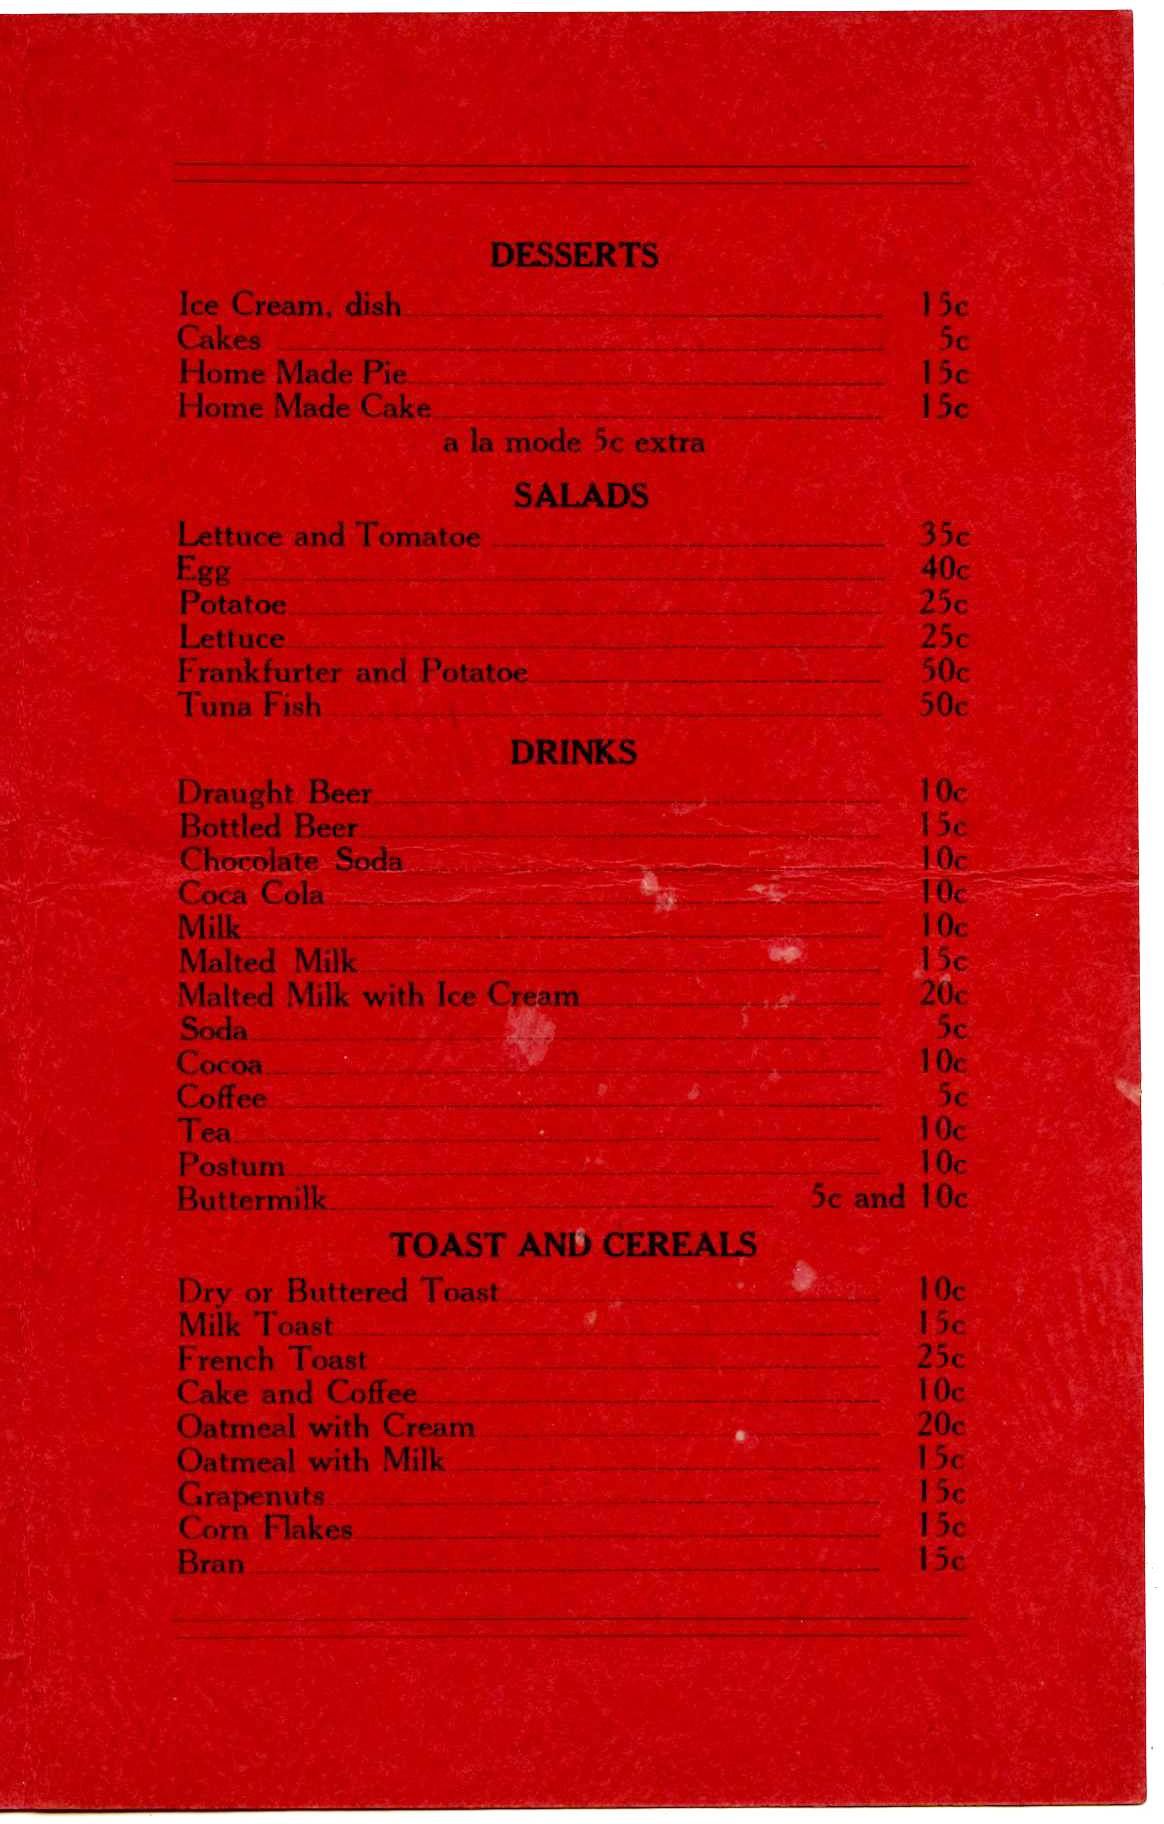 DESSERTS
Ice Cream, dish 15c
Cakes 5c
Home Made Pie 15c
Home Made Cake 15c
a la mode 5c extra
SALADS
Lettuce and Tomatoe 35c
Egg 40c
Potatoe 25c
Lettuce 25c
Frankfurter and Potatoe 50c
Tuna Fish 50c
DRINKS
Draught Beer 10c
Bottled Beer 15c
Chocolate Soda 10c
Coca Cola 10c
Milk 10c
Malted Milk 15c
Malted Milk with Ice Cream 20c
Soda 5c
Cocoa 10c
Coffee 5c
Tea 10c
Postum 10c
Buttermilk 5c and 10c
TOAST AND CEREALS
Dry or Buttered Toast 10c
Milk Toast 15c
French Toast 25c
Cake and Coffee 10c
Oatmeal with Cream 20c
Oatmeal with Milk 15c
Grapenuts 15c
Corn Flakes 15c
Bran 15c